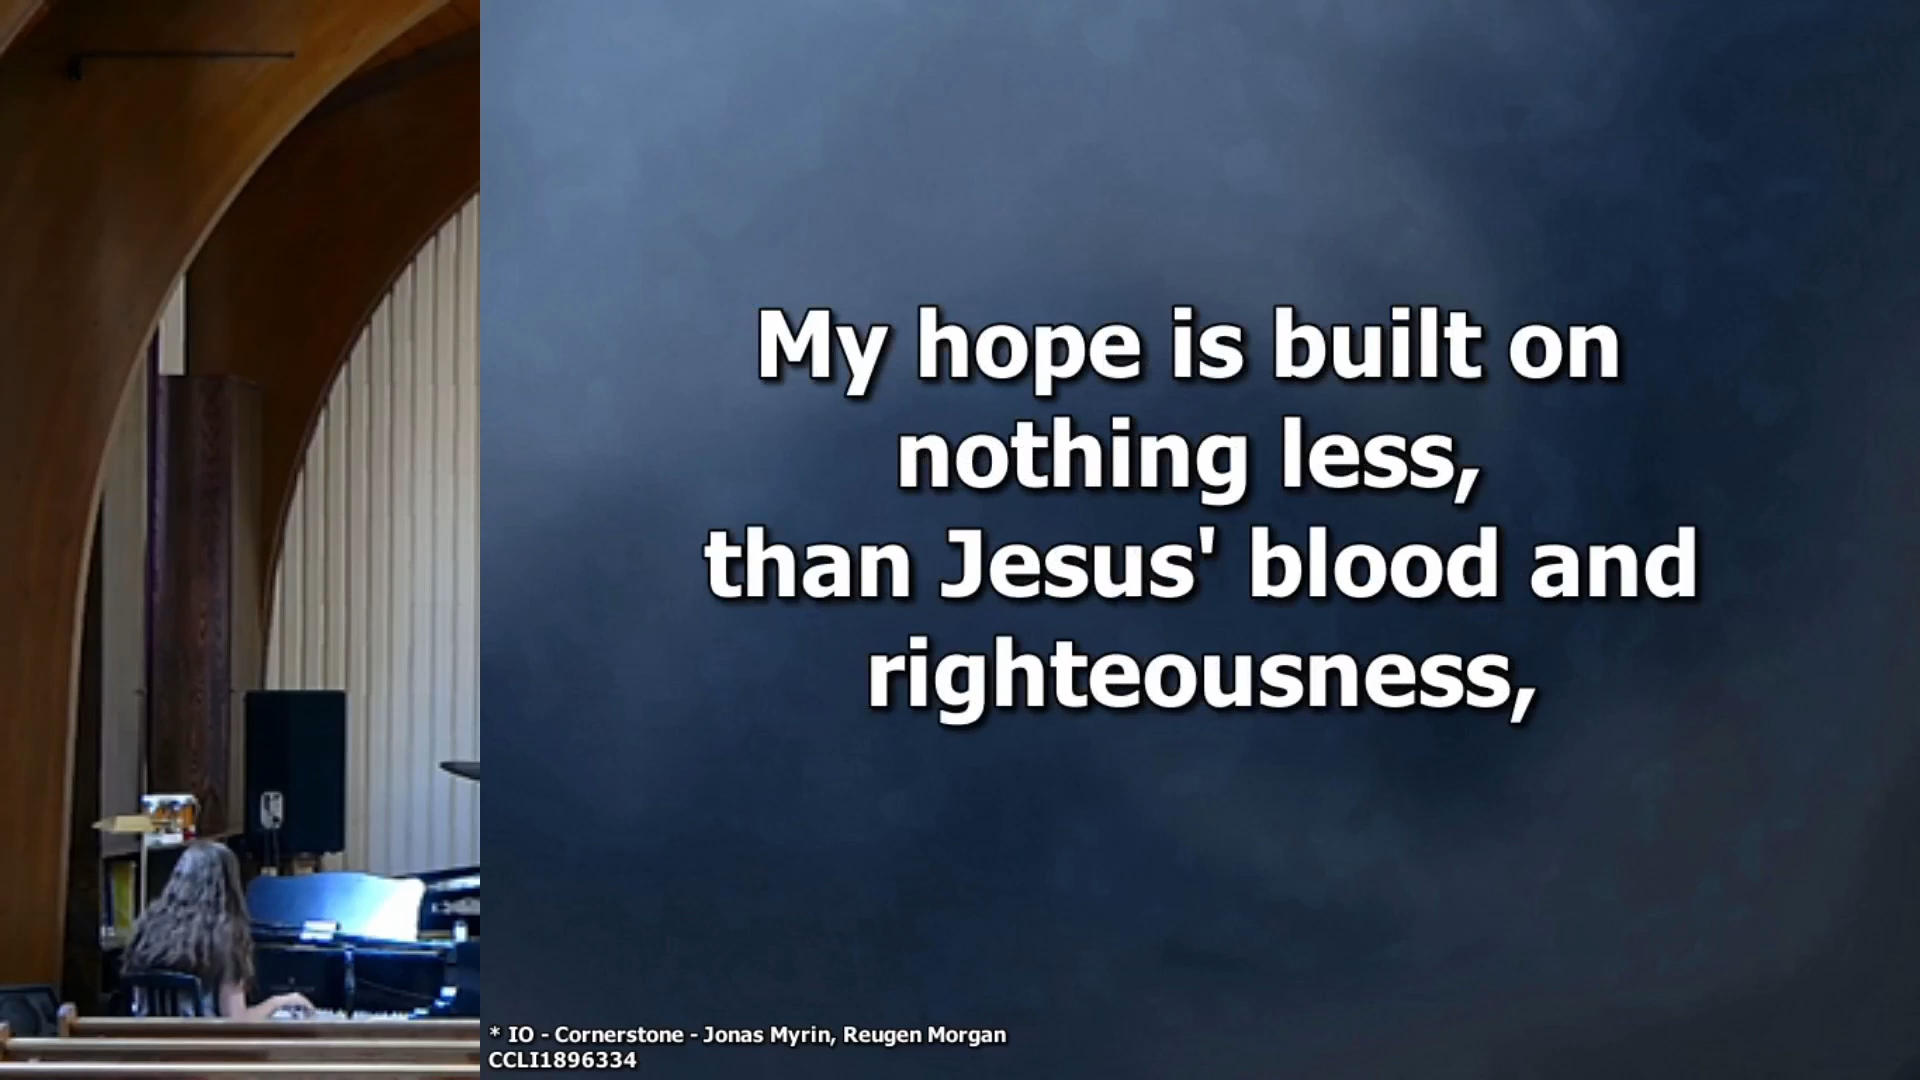 My hope is built on
nothing less,
than Jesus' blood and
righteousness,
* IO - Cornerstone - Jonas Myrin, Reugen Morgan
CCLI1896334